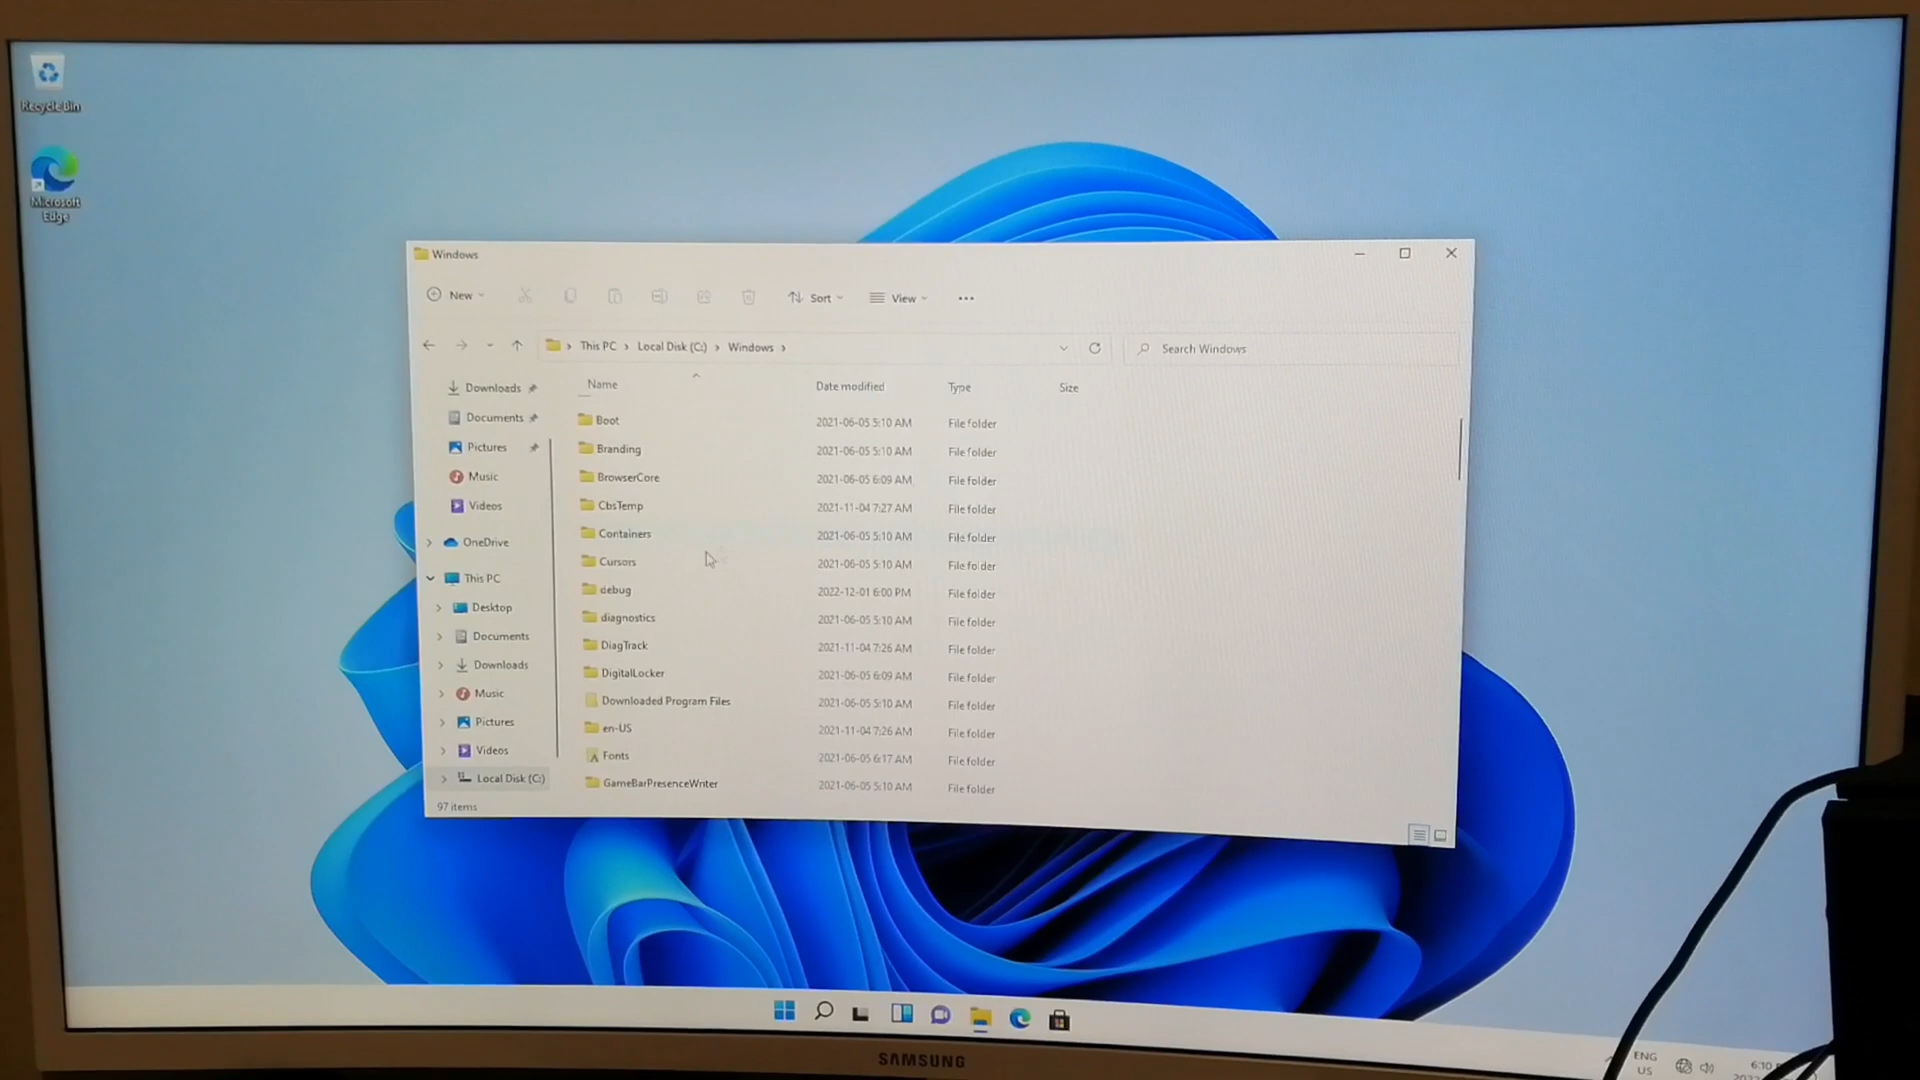 Recycle Bin
Microsoft
Edge
Windows
New
Sort
View
This PC > Local Disk (C:) > Windows >
Search Windows
Name Date modified Type Size
Downloads
Documents
Pictures
Music
Videos
OneDrive
This PC
Desktop
Documents
Downloads
Music
Pictures
Videos
Local Disk (C:)
Boot 2021-06-05 5:10 AM File folder
Branding 2021-06-05 5:10 AM File folder
BrowserCore 2021-06-05 6:09 AM File folder
CbsTemp 2021-11-04 7:27 AM File folder
Containers 2021-06-05 5:10 AM File folder
Cursors 2021-06-05 5:10 AM File folder
debug 2022-12-01 6:00 PM File folder
diagnostics 2021-06-05 5:10 AM File folder
DiagTrack 2021-11-04 7:26 AM File folder
DigitalLocker 2021-06-05 6:09 AM File folder
Downloaded Program Files 2021-06-05 5:10 AM File folder
en-US 2021-11-04 7:26 AM File folder
Fonts 2021-06-05 6:17 AM File folder
GameBarPresenceWriter 2021-06-05 5:10 AM File folder
97 items
ENG
US
6:10
SAMSUNG